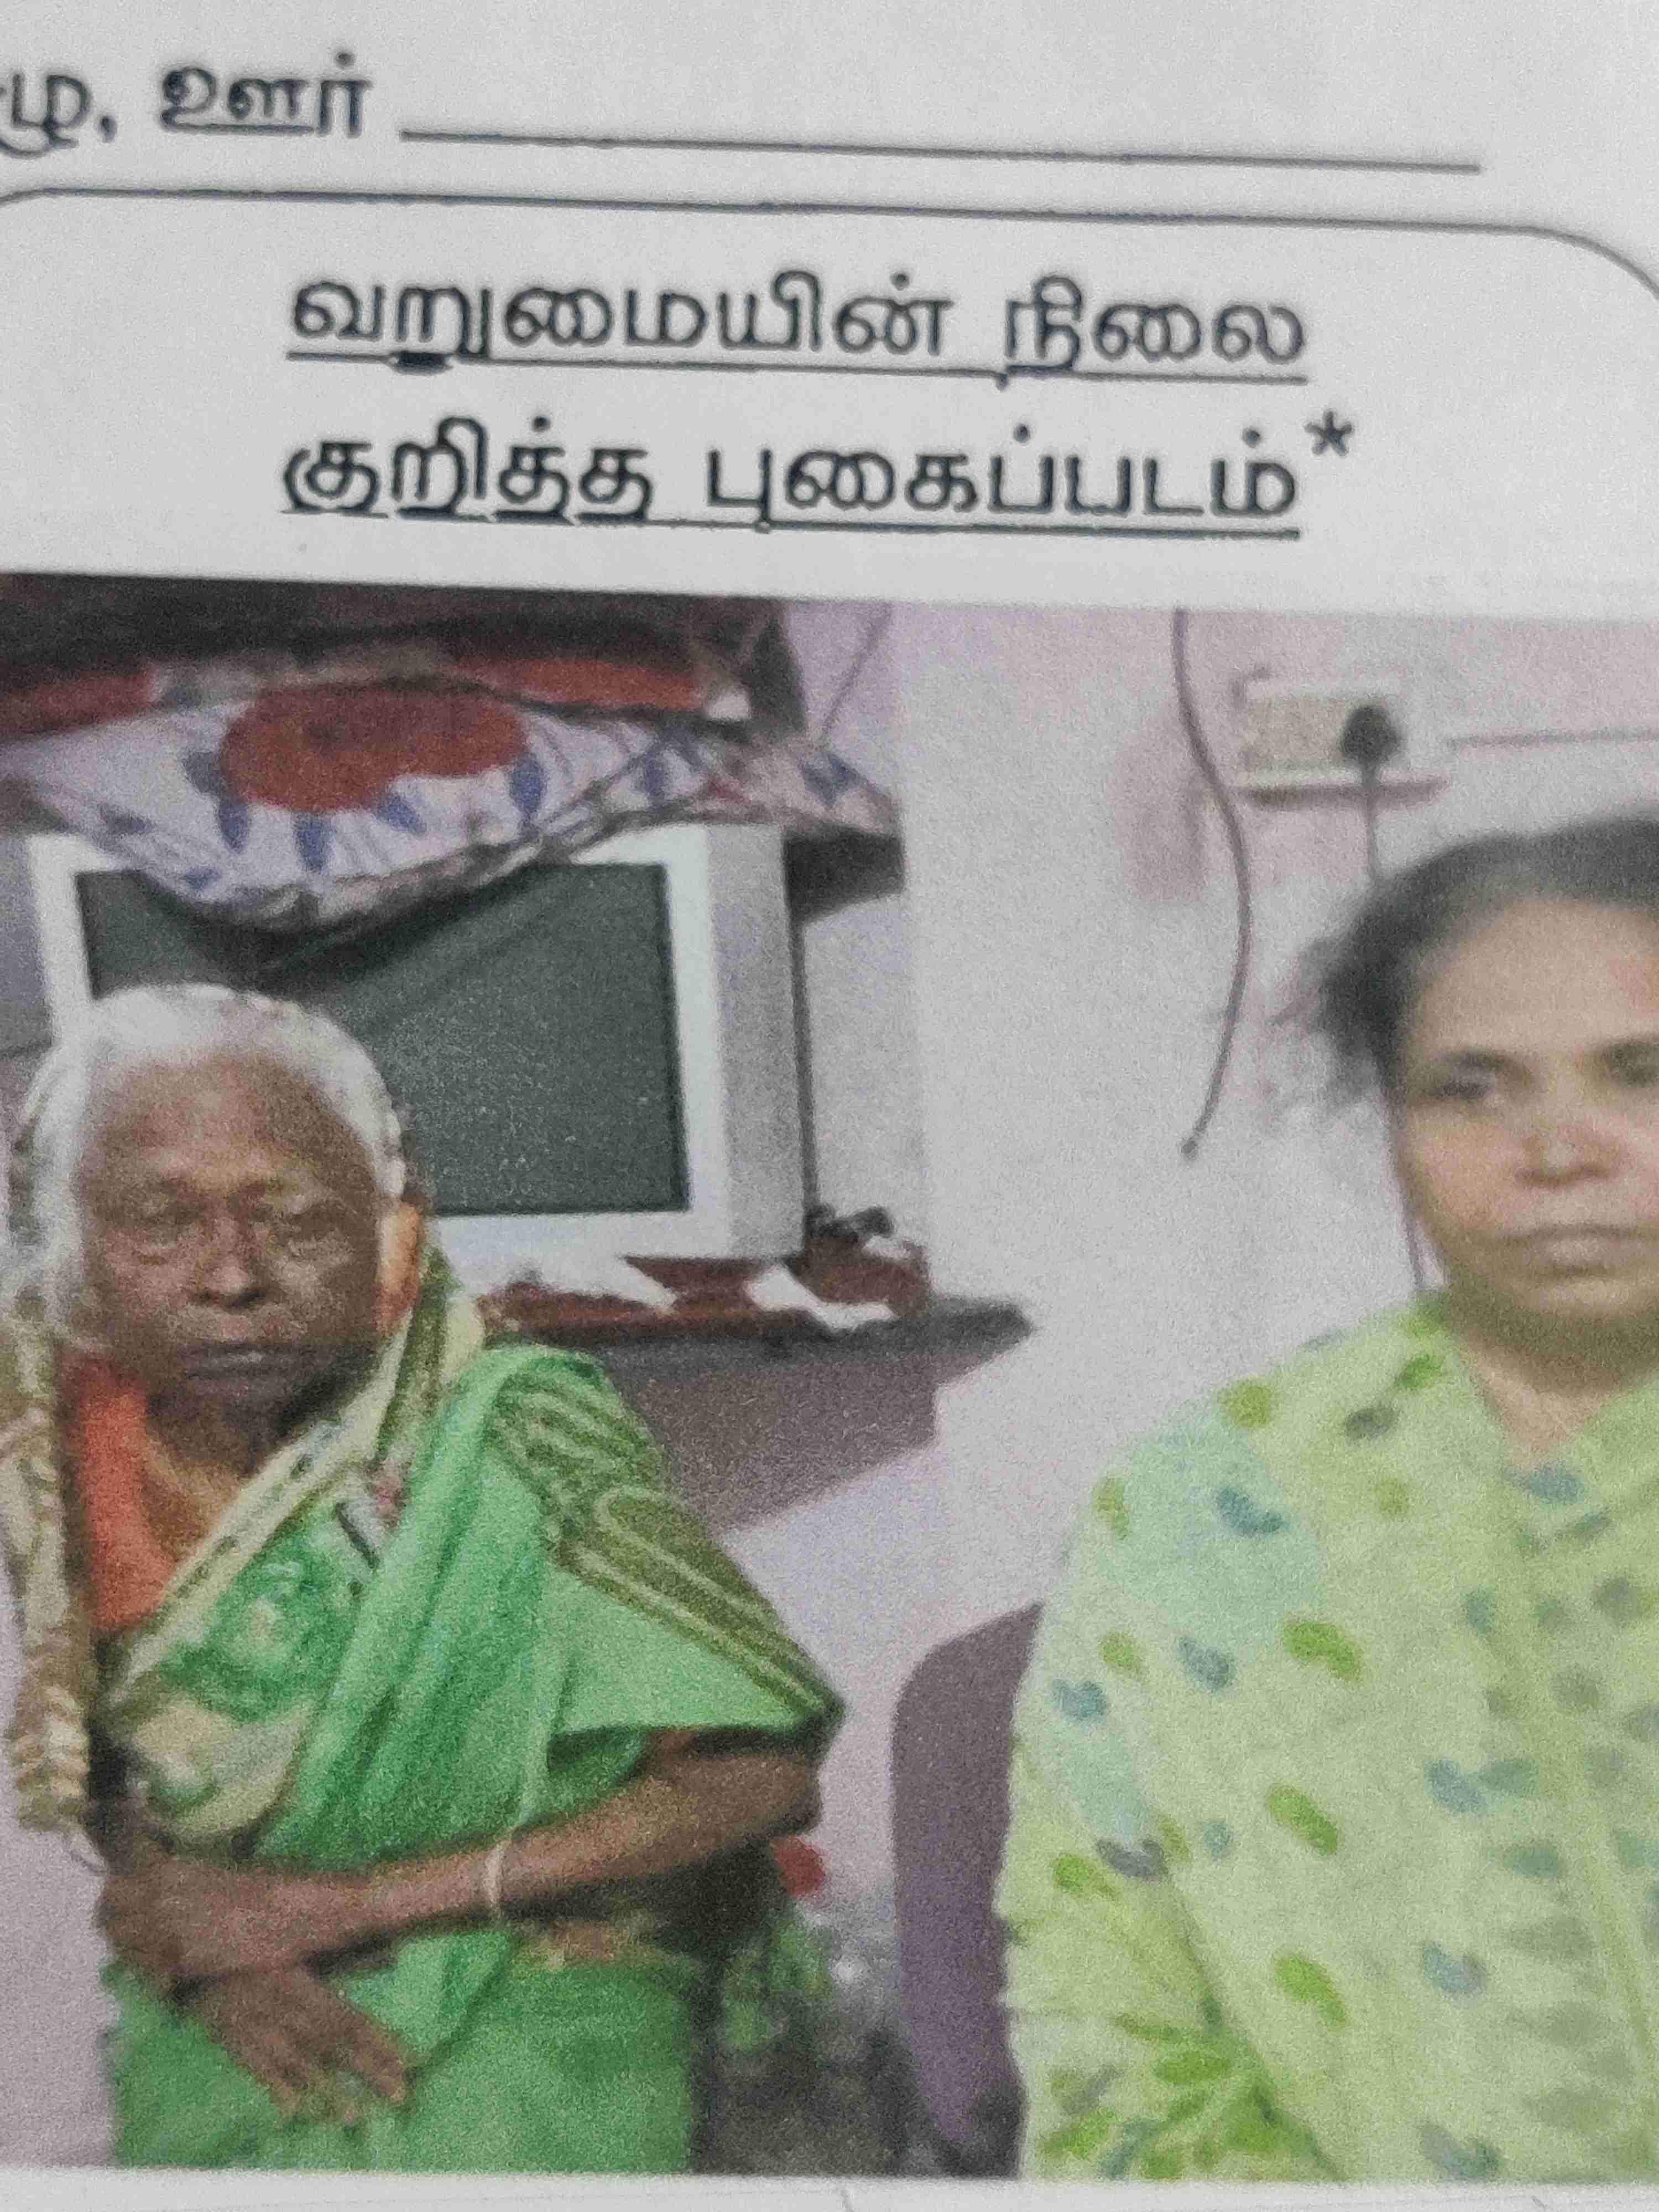 ஊர்
வறுமையின் நிலை
குறித்த புகைப்படம்*